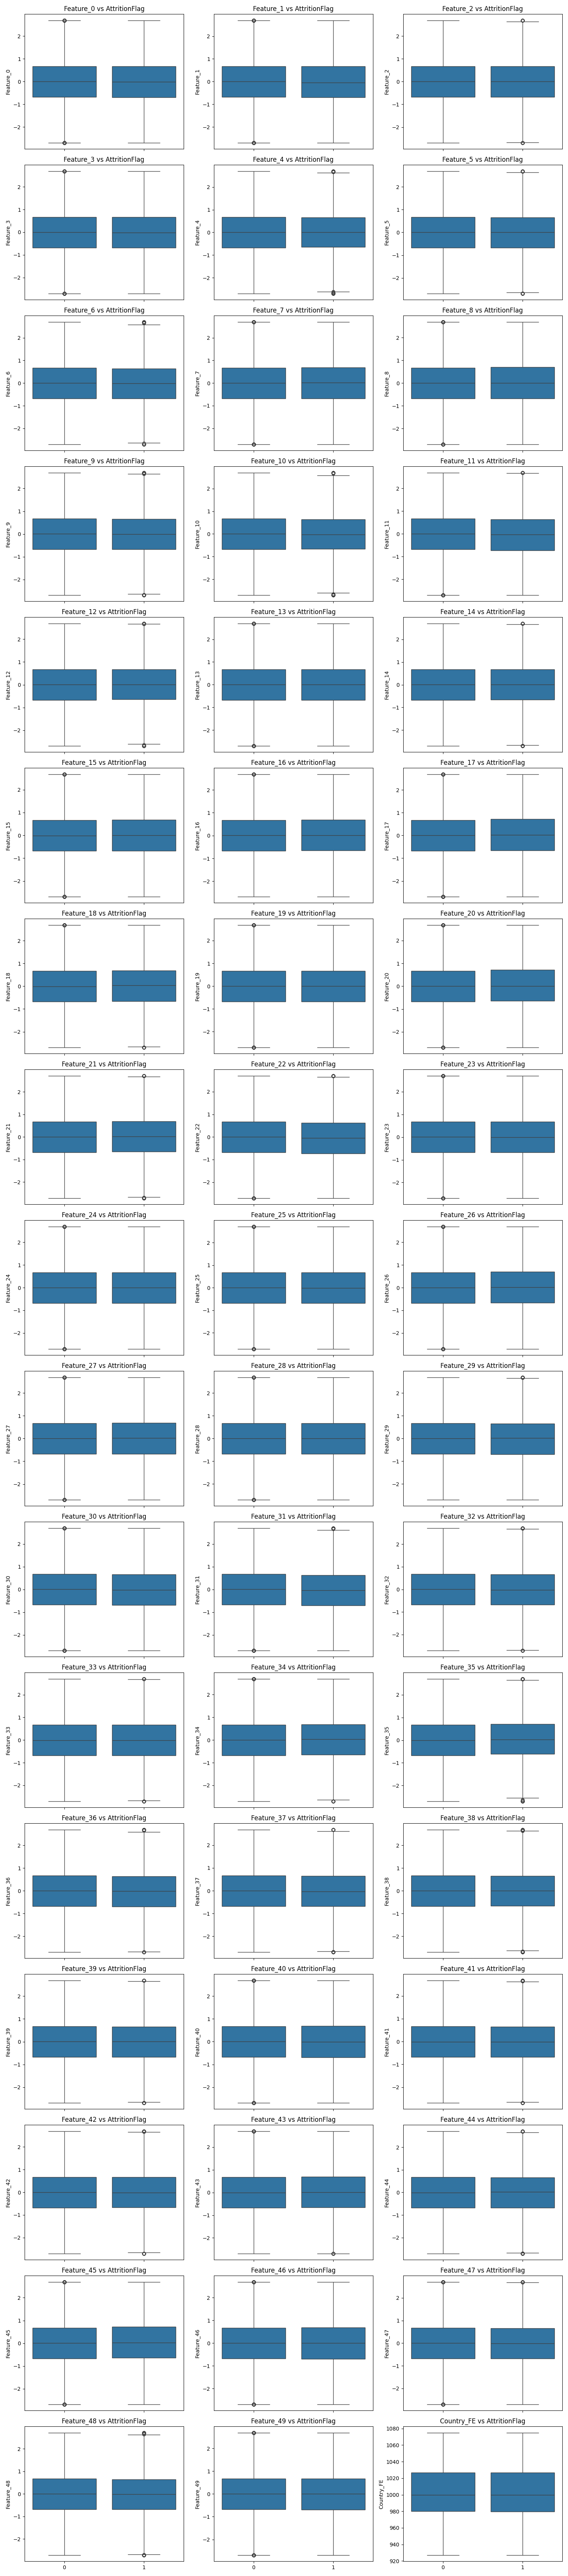 Feature_0 vs AttritionFlag Feature_1 vs AttritionFlag Feature_2 vs AttritionFlag
2 2 2
1 1 1
Feature_0 Feature_1 Feature_2
0 0 0
−1 −1 −1
−2 −2 −2
Feature_3 vs AttritionFlag Feature_4 vs AttritionFlag Feature_5 vs AttritionFlag
2 2 2
1 1 1
Feature_3 Feature_4 Feature_5
0 0 0
−1 −1 −1
−2 −2 −2
Feature_6 vs AttritionFlag Feature_7 vs AttritionFlag Feature_8 vs AttritionFlag
2 2 2
1 1 1
Feature_6 Feature_7 Feature_8
0 0 0
−1 −1 −1
−2 −2 −2
Feature_9 vs AttritionFlag Feature_10 vs AttritionFlag Feature_11 vs AttritionFlag
2 2 2
1 1 1
Feature_9 Feature_10 Feature_11
0 0 0
−1 −1 −1
−2 −2 −2
Feature_12 vs AttritionFlag Feature_13 vs AttritionFlag Feature_14 vs AttritionFlag
2 2 2
1 1 1
Feature_12 Feature_13 Feature_14
0 0 0
−1 −1 −1
−2 −2 −2
Feature_15 vs AttritionFlag Feature_16 vs AttritionFlag Feature_17 vs AttritionFlag
2 2 2
1 1 1
Feature_15 Feature_16 Feature_17
0 0 0
−1 −1 −1
−2 −2 −2
Feature_18 vs AttritionFlag Feature_19 vs AttritionFlag Feature_20 vs AttritionFlag
2 2 2
1 1 1
Feature_18 Feature_19 Feature_20
0 0 0
−1 −1 −1
−2 −2 −2
Feature_21 vs AttritionFlag Feature_22 vs AttritionFlag Feature_23 vs AttritionFlag
2 2 2
1 1 1
Feature_21 Feature_22 Feature_23
0 0 0
−1 −1 −1
−2 −2 −2
Feature_24 vs AttritionFlag Feature_25 vs AttritionFlag Feature_26 vs AttritionFlag
2 2 2
1 1 1
Feature_24 Feature_25 Feature_26
0 0 0
−1 −1 −1
−2 −2 −2
Feature_27 vs AttritionFlag Feature_28 vs AttritionFlag Feature_29 vs AttritionFlag
2 2 2
1 1 1
Feature_27 Feature_28 Feature_29
0 0 0
−1 −1 −1
−2 −2 −2
Feature_30 vs AttritionFlag Feature_31 vs AttritionFlag Feature_32 vs AttritionFlag
2 2 2
1 1 1
Feature_30 Feature_31 Feature_32
0 0 0
−1 −1 −1
−2 −2 −2
Feature_33 vs AttritionFlag Feature_34 vs AttritionFlag Feature_35 vs AttritionFlag
2 2 2
1 1 1
Feature_33 Feature_34 Feature_35
0 0 0
−1 −1 −1
−2 −2 −2
Feature_36 vs AttritionFlag Feature_37 vs AttritionFlag Feature_38 vs AttritionFlag
2 2 2
1 1 1
Feature_36 Feature_37 Feature_38
0 0 0
−1 −1 −1
−2 −2 −2
Feature_39 vs AttritionFlag Feature_40 vs AttritionFlag Feature_41 vs AttritionFlag
2 2 2
1 1 1
Feature_39 Feature_40 Feature_41
0 0 0
−1 −1 −1
−2 −2 −2
Feature_42 vs AttritionFlag Feature_43 vs AttritionFlag Feature_44 vs AttritionFlag
2 2 2
1 1 1
Feature_42 Feature_43 Feature_44
0 0 0
−1 −1 −1
−2 −2 −2
Feature_45 vs AttritionFlag Feature_46 vs AttritionFlag Feature_47 vs AttritionFlag
2 2 2
1 1 1
Feature_45 Feature_46 Feature_47
0 0 0
−1 −1 −1
−2 −2 −2
Feature_48 vs AttritionFlag Feature_49 vs AttritionFlag Country_FE vs AttritionFlag
2 2
1 1
Feature_48 Feature_49 Country_FE
0 0
−1 −1
−2 −2
1080
1060
1040
1020
1000
980
960
940
920
0 1 0 1 0 1